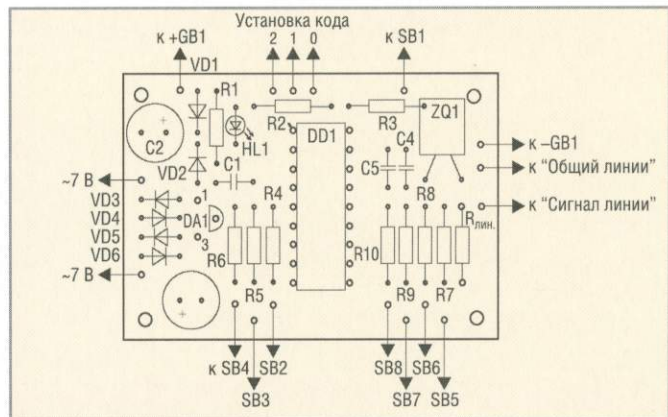 Установка кода
к +GB1
2 1 0
к SB1
VD1
R1
ZQ1
R2
R3
к –GB1
C2
HL1
DD1
C4
к “Общий линии”
VD2
C1
C5
~7 В
R4
R8
VD3
1
к “Сигнал линии”
VD4
DA1
Rлин.
VD5
3
VD6
R6
R10
~7 В
R5
R9
R7
к SB4
SB2
SB8
SB6
SB3
SB7
SB5
+
+